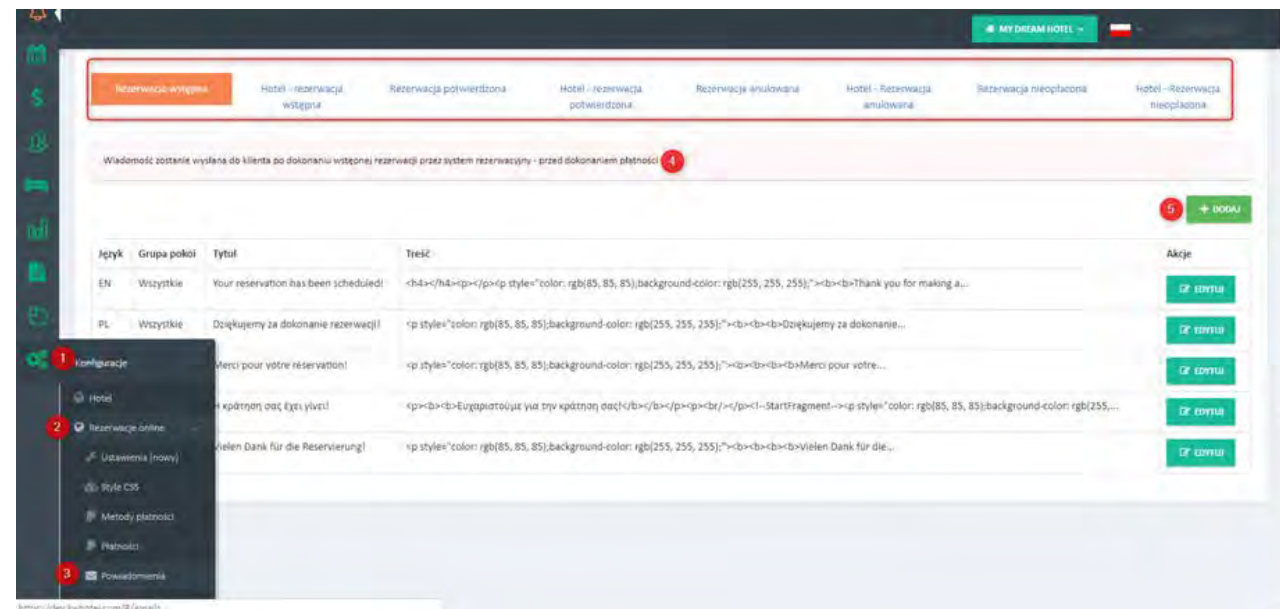 MY DREAM HOTEL
Rezerwacja wstępna
Hotel - rezerwacja wstępna
Rezerwacja potwierdzona
Hotel - rezerwacja potwierdzona
Rezerwacja anulowana
Hotel - Rezerwacja anulowana
Rezerwacja nieopłacona
Hotel - Rezerwacja nieopłacona
Wiadomość zostanie wysłana do klienta po dokonaniu wstępnej rezerwacji przez system rezerwacyjny - przed dokonaniem płatności 4
5 + DODAJ
Język Grupa pokoi Tytuł Treść Akcje
EN Wszystkie Your reservation has been scheduled! <h4></h4><p></p><p style="color: rgb(85, 85, 85);background-color: rgb(255, 255, 255);"><b><b>Thank you for making a... EDYTUJ
PL Wszystkie Dziękujemy za dokonanie rezerwacji! <p style="color: rgb(85, 85, 85);background-color: rgb(255, 255, 255);"><b><b><b>Dziękujemy za dokonanie... EDYTUJ
Merci pour votre réservation! <p style="color: rgb(85, 85, 85);background-color: rgb(255, 255, 255);"><b><b><b>Merci pour votre... EDYTUJ
Η κράτηση σας έχει γίνει! <p><b><b>Ευχαριστούμε για την κράτηση σας!</b></b></p><p><br/></p><!--StartFragment--><p style="color: rgb(85, 85, 85);background-color: rgb(255,... EDYTUJ
Vielen Dank für die Reservierung! <p style="color: rgb(85, 85, 85);background-color: rgb(255, 255, 255);"><b><b><b>Vielen Dank für die... EDYTUJ
1 Konfiguracje
Hotel
2 Rezerwacje online
Ustawienia (nowy)
Style CSS
Metody płatności
Płatności
3 Powiadomienia